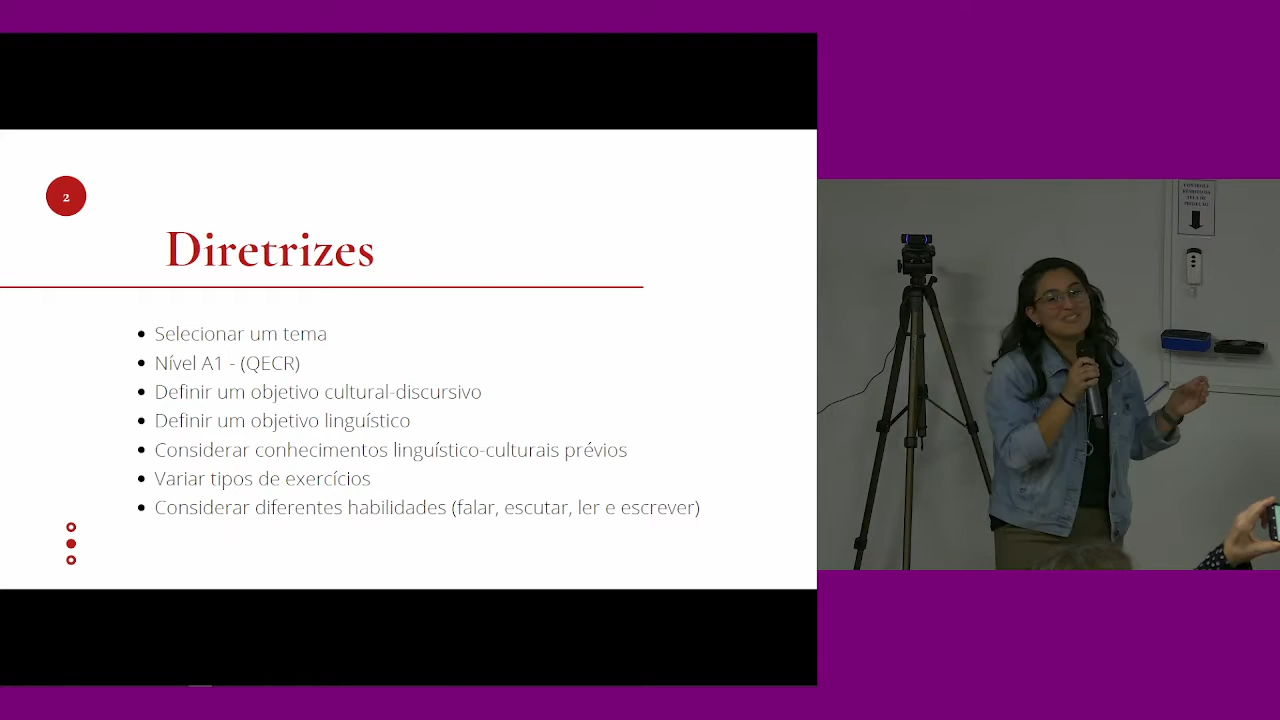 2
Diretrizes
Selecionar um tema
Nível A1 - (QECR)
Definir um objetivo cultural-discursivo
Definir um objetivo linguístico
Considerar conhecimentos linguístico-culturais prévios
Variar tipos de exercícios
Considerar diferentes habilidades (falar, escutar, ler e escrever)
CONTROLE